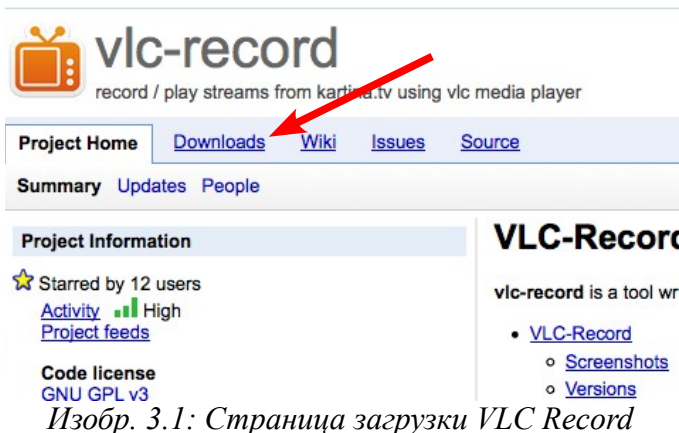 vlc-record
record / play streams from kartina.tv using vlc media player
Project Home Downloads Wiki Issues Source
Summary Updates People
Project Information
Starred by 12 users
Activity High
Project feeds
Code license
GNU GPL v3
VLC-Record
vlc-record is a tool wr
• VLC-Record
○ Screenshots
○ Versions
Изобр. 3.1: Страница загрузки VLC Record